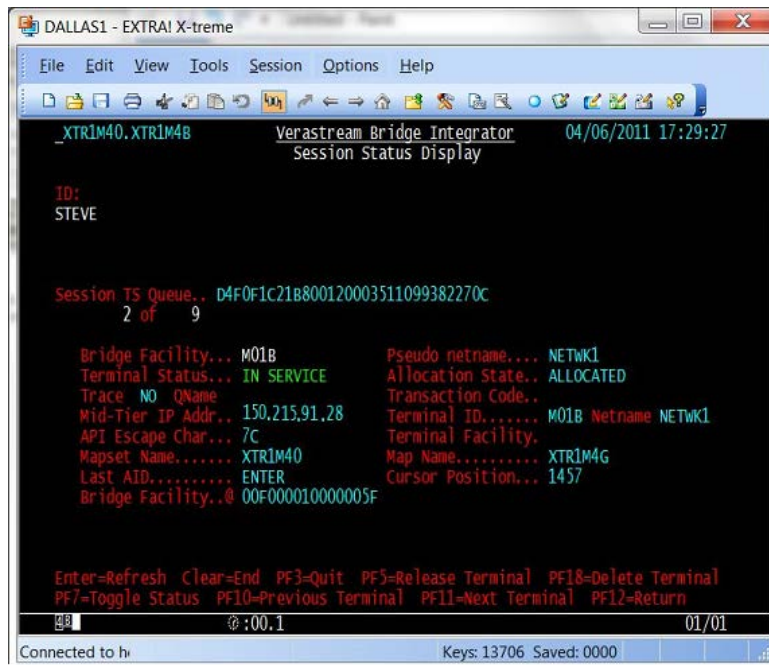 DALLAS1 - EXTRA! X-treme
File Edit View Tools Session Options Help
_XTR1M40.XTR1M4B Verastream Bridge Integrator 04/06/2011 17:29:27
Session Status Display
ID:
STEVE
Session TS Queue.. D4F0F1C21B800120003511099382270C
2 of 9
Bridge Facility... M01B Pseudo netname.... NETWK1
Terminal Status... IN SERVICE Allocation State.. ALLOCATED
Trace NO QName Transaction Code..
Mid-Tier IP Addr.. 150.215.91.28 Terminal ID....... M01B Netname NETWK1
API Escape Char... 7C Terminal Facility.
Mapset Name....... XTR1M40 Map Name.......... XTR1M4G
Last AID.......... ENTER Cursor Position... 1457
Bridge Facility..@ 00F000010000005F
Enter=Refresh Clear=End PF3=Quit PF5=Release Terminal PF18=Delete Terminal
PF7=Toggle Status PF10=Previous Terminal PF11=Next Terminal PF12=Return
4B :00.1 01/01
Connected to h Keys: 13706 Saved: 0000